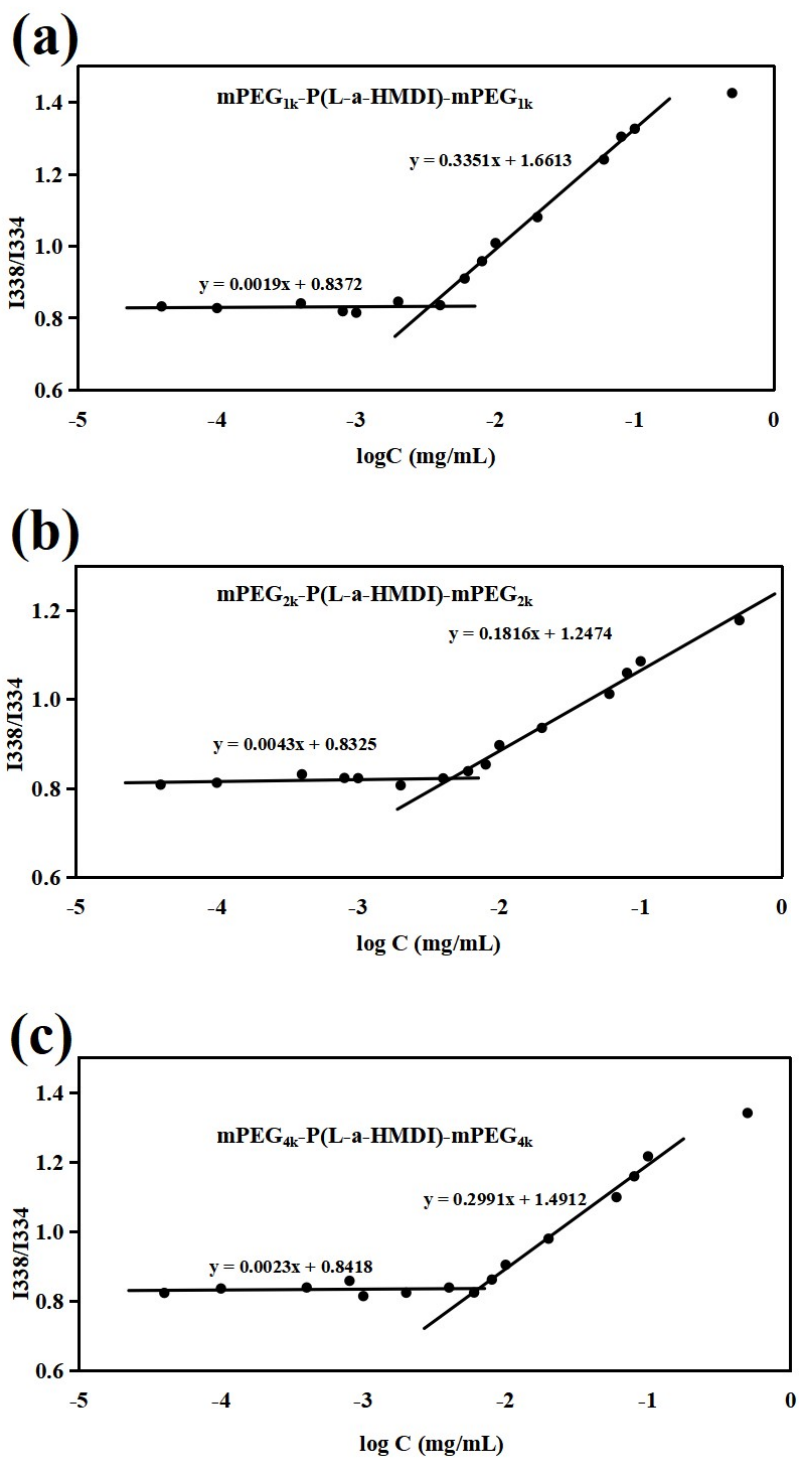 (a)
mPEG1k-P(L-a-HMDI)-mPEG1k
y = 0.3351x + 1.6613
y = 0.0019x + 0.8372
I338/I334
1.4
1.2
1.0
0.8
0.6
-5 -4 -3 -2 -1 0
logC (mg/mL)
(b)
mPEG2k-P(L-a-HMDI)-mPEG2k
y = 0.1816x + 1.2474
y = 0.0043x + 0.8325
I338/I334
1.2
1.0
0.8
0.6
-5 -4 -3 -2 -1 0
log C (mg/mL)
(c)
mPEG4k-P(L-a-HMDI)-mPEG4k
y = 0.2991x + 1.4912
y = 0.0023x + 0.8418
I338/I334
1.4
1.2
1.0
0.8
0.6
-5 -4 -3 -2 -1 0
log C (mg/mL)